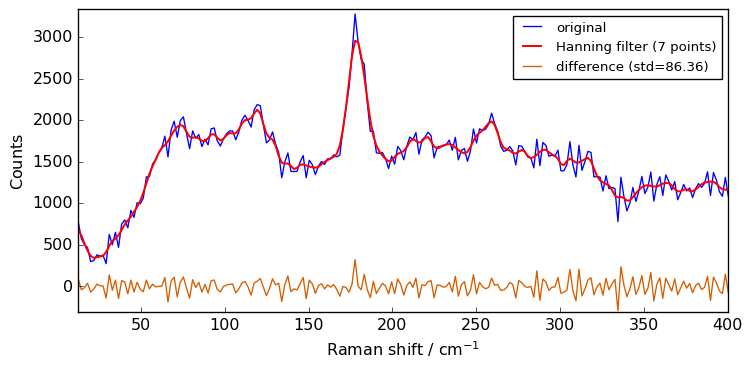 original
Hanning filter (7 points)
difference (std=86.36)
Counts
3000
2500
2000
1500
1000
500
0
50 100 150 200 250 300 350 400
Raman shift / cm⁻¹